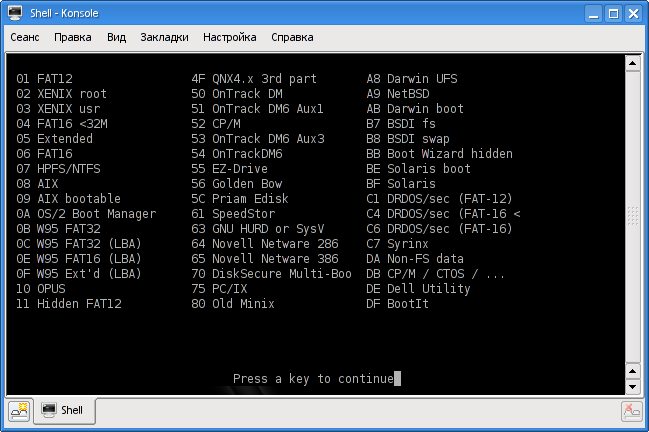 Shell - Konsole
Сеанс Правка Вид Закладки Настройка Справка
01 FAT12 4F QNX4.x 3rd part A8 Darwin UFS
02 XENIX root 50 OnTrack DM A9 NetBSD
03 XENIX usr 51 OnTrack DM6 Aux1 AB Darwin boot
04 FAT16 <32M 52 CP/M B7 BSDI fs
05 Extended 53 OnTrack DM6 Aux3 B8 BSDI swap
06 FAT16 54 OnTrackDM6 BB Boot Wizard hidden
07 HPFS/NTFS 55 EZ-Drive BE Solaris boot
08 AIX 56 Golden Bow BF Solaris
09 AIX bootable 5C Priam Edisk C1 DRDOS/sec (FAT-12)
0A OS/2 Boot Manager 61 SpeedStor C4 DRDOS/sec (FAT-16 <
0B W95 FAT32 63 GNU HURD or SysV C6 DRDOS/sec (FAT-16)
0C W95 FAT32 (LBA) 64 Novell Netware 286 C7 Syrinx
0E W95 FAT16 (LBA) 65 Novell Netware 386 DA Non-FS data
0F W95 Ext'd (LBA) 70 DiskSecure Multi-Boo DB CP/M / CTOS / ...
10 OPUS 75 PC/IX DE Dell Utility
11 Hidden FAT12 80 Old Minix DF BootIt
Press a key to continue
Shell